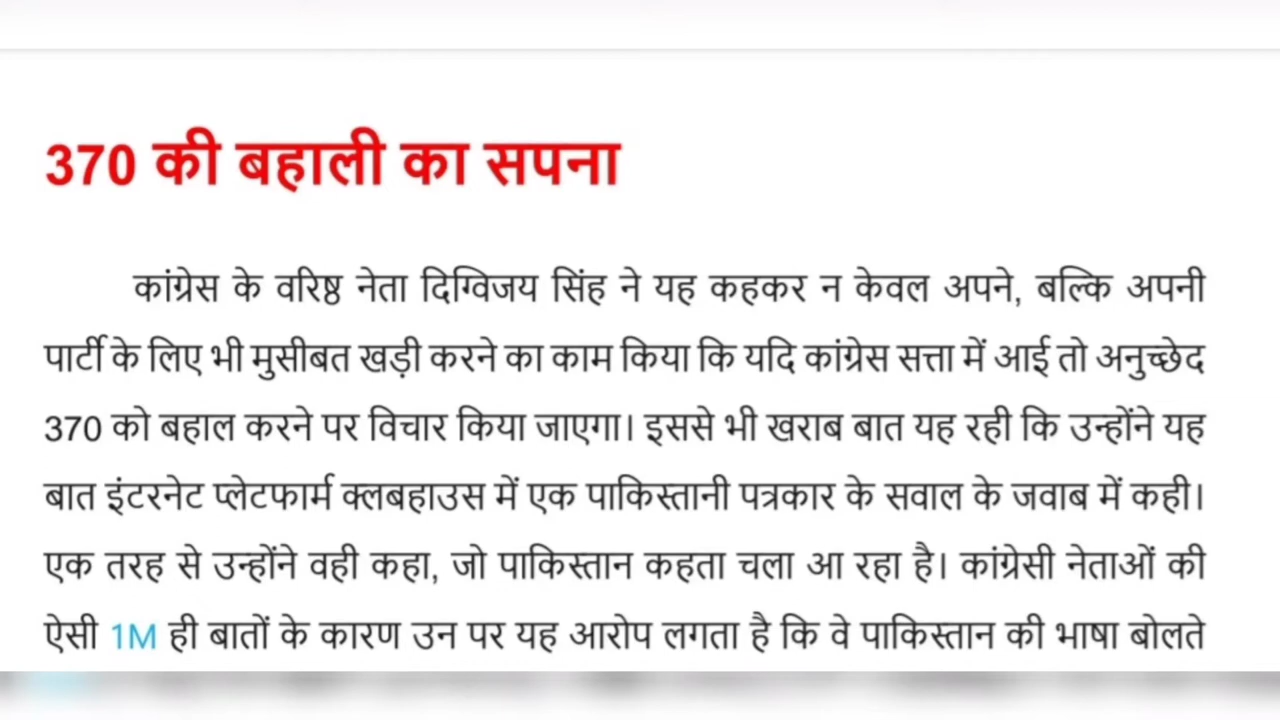 370 की बहाली का सपना
कांग्रेस के वरिष्ठ नेता दिग्विजय सिंह ने यह कहकर न केवल अपने, बल्कि अपनी
पार्टी के लिए भी मुसीबत खड़ी करने का काम किया कि यदि कांग्रेस सत्ता में आई तो अनुच्छेद
370 को बहाल करने पर विचार किया जाएगा। इससे भी खराब बात यह रही कि उन्होंने यह
बात इंटरनेट प्लेटफार्म क्लबहाउस में एक पाकिस्तानी पत्रकार के सवाल के जवाब में कही।
एक तरह से उन्होंने वही कहा, जो पाकिस्तान कहता चला आ रहा है। कांग्रेसी नेताओं की
ऐसी 1M ही बातों के कारण उन पर यह आरोप लगता है कि वे पाकिस्तान की भाषा बोलते